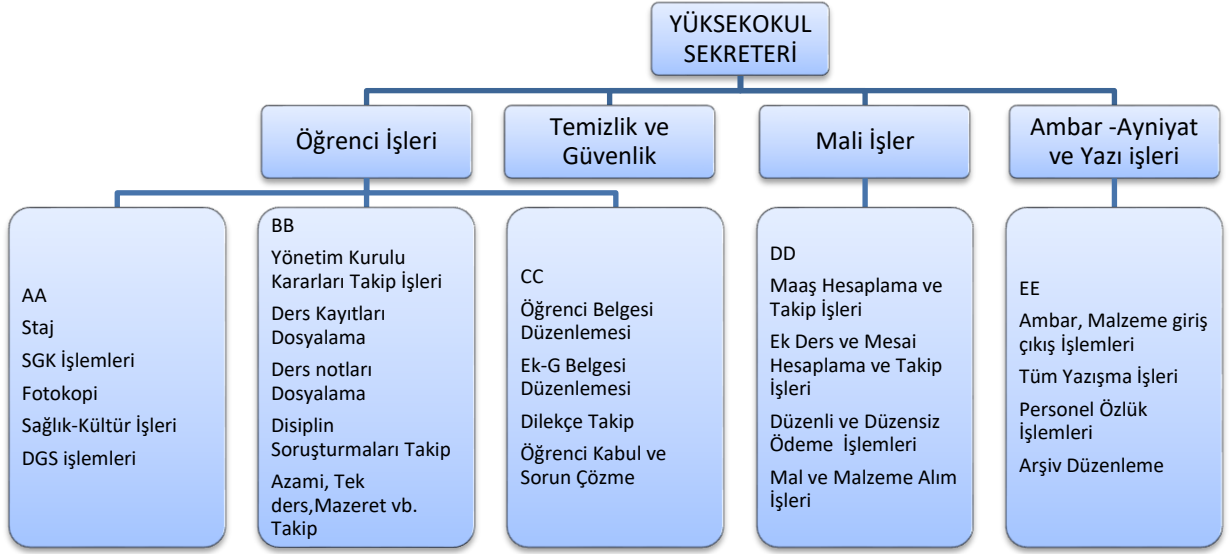 YÜKSEKOKUL
SEKRETERİ
Öğrenci İşleri
Temizlik ve
Güvenlik
Mali İşler
Ambar -Ayniyat
ve Yazı işleri
AA
Staj
SGK İşlemleri
Fotokopi
Sağlık-Kültür İşleri
DGS işlemleri
BB
Yönetim Kurulu
Kararları Takip İşleri
Ders Kayıtları
Dosyalama
Ders notları
Dosyalama
Disiplin
Soruşturmaları Takip
Azami, Tek
ders,Mazeret vb.
Takip
CC
Öğrenci Belgesi
Düzenlemesi
Ek-G Belgesi
Düzenlemesi
Dilekçe Takip
Öğrenci Kabul ve
Sorun Çözme
DD
Maaş Hesaplama ve
Takip İşleri
Ek Ders ve Mesai
Hesaplama ve Takip
İşleri
Düzenli ve Düzensiz
Ödeme  İşlemleri
Mal ve Malzeme Alım
İşleri
EE
Ambar, Malzeme giriş
çıkış İşlemleri
Tüm Yazışma İşleri
Personel Özlük
İşlemleri
Arşiv Düzenleme